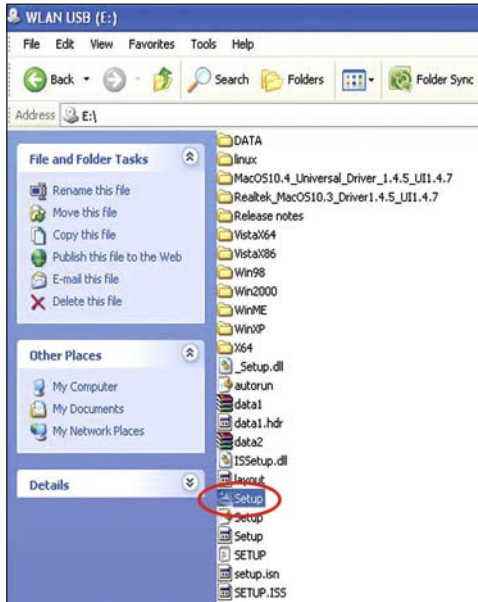 WLAN USB (E:)
File Edit View Favorites Tools Help
Back Search Folders Folder Sync
Address E:\
File and Folder Tasks
Rename this file
Move this file
Copy this file
Publish this file to the Web
E-mail this file
Delete this file
Other Places
My Computer
My Documents
My Network Places
Details
DATA
linux
MacOS10.4_Universal_Driver_1.4.5_UI1.4.7
Realtek_MacOS10.3_Driver1.4.5_UI1.4.7
Release notes
VistaX64
VistaX86
Win98
Win2000
WinME
WinXP
X64
_Setup.dll
autorun
data1
data1.hdr
data2
ISSetup.dll
layout
Setup
Setup
Setup
SETUP
setup.isn
SETUP.ISS